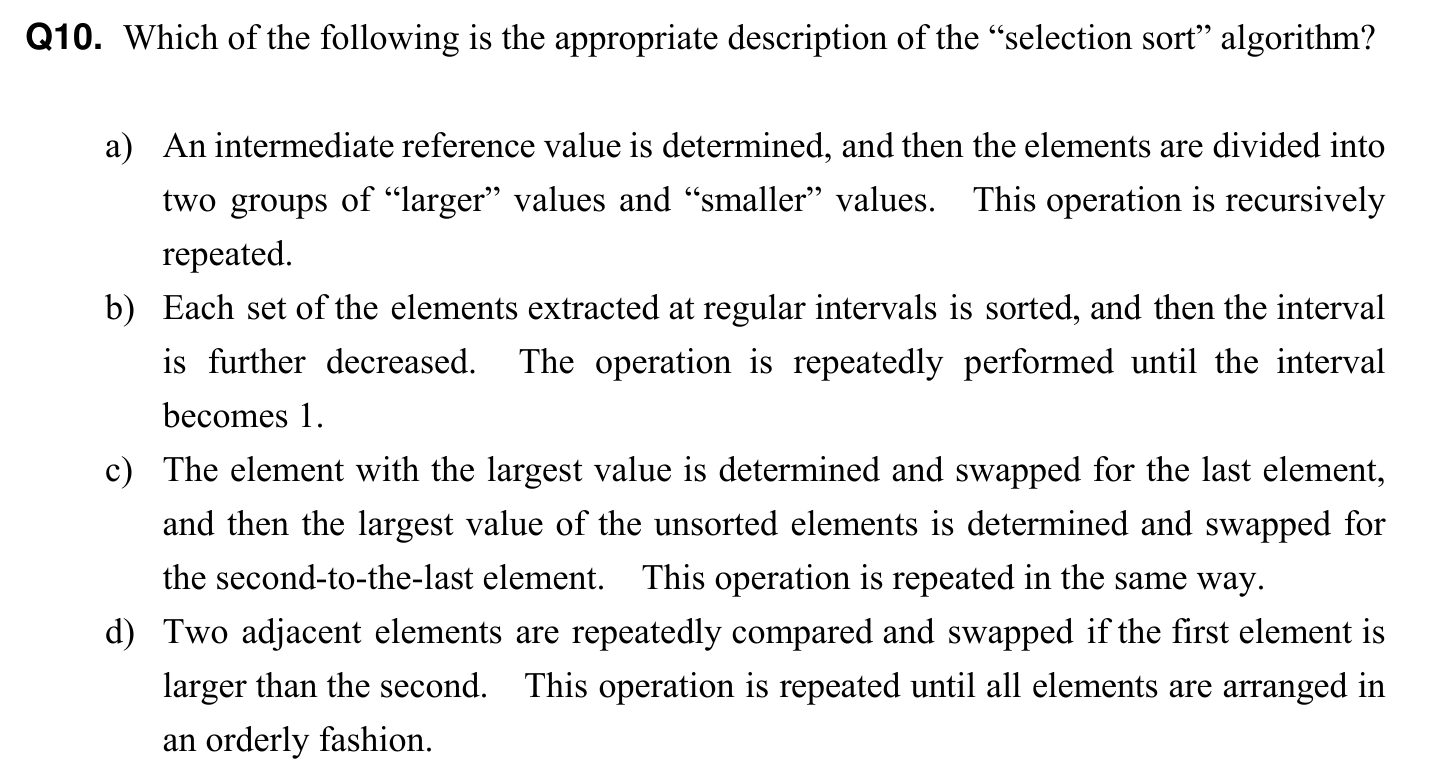 Q10. Which of the following is the appropriate description of the “selection sort” algorithm?
a) An intermediate reference value is determined, and then the elements are divided into
two groups of “larger” values and “smaller” values. This operation is recursively
repeated.
b) Each set of the elements extracted at regular intervals is sorted, and then the interval
is further decreased. The operation is repeatedly performed until the interval
becomes 1.
c) The element with the largest value is determined and swapped for the last element,
and then the largest value of the unsorted elements is determined and swapped for
the second-to-the-last element. This operation is repeated in the same way.
d) Two adjacent elements are repeatedly compared and swapped if the first element is
larger than the second. This operation is repeated until all elements are arranged in
an orderly fashion.